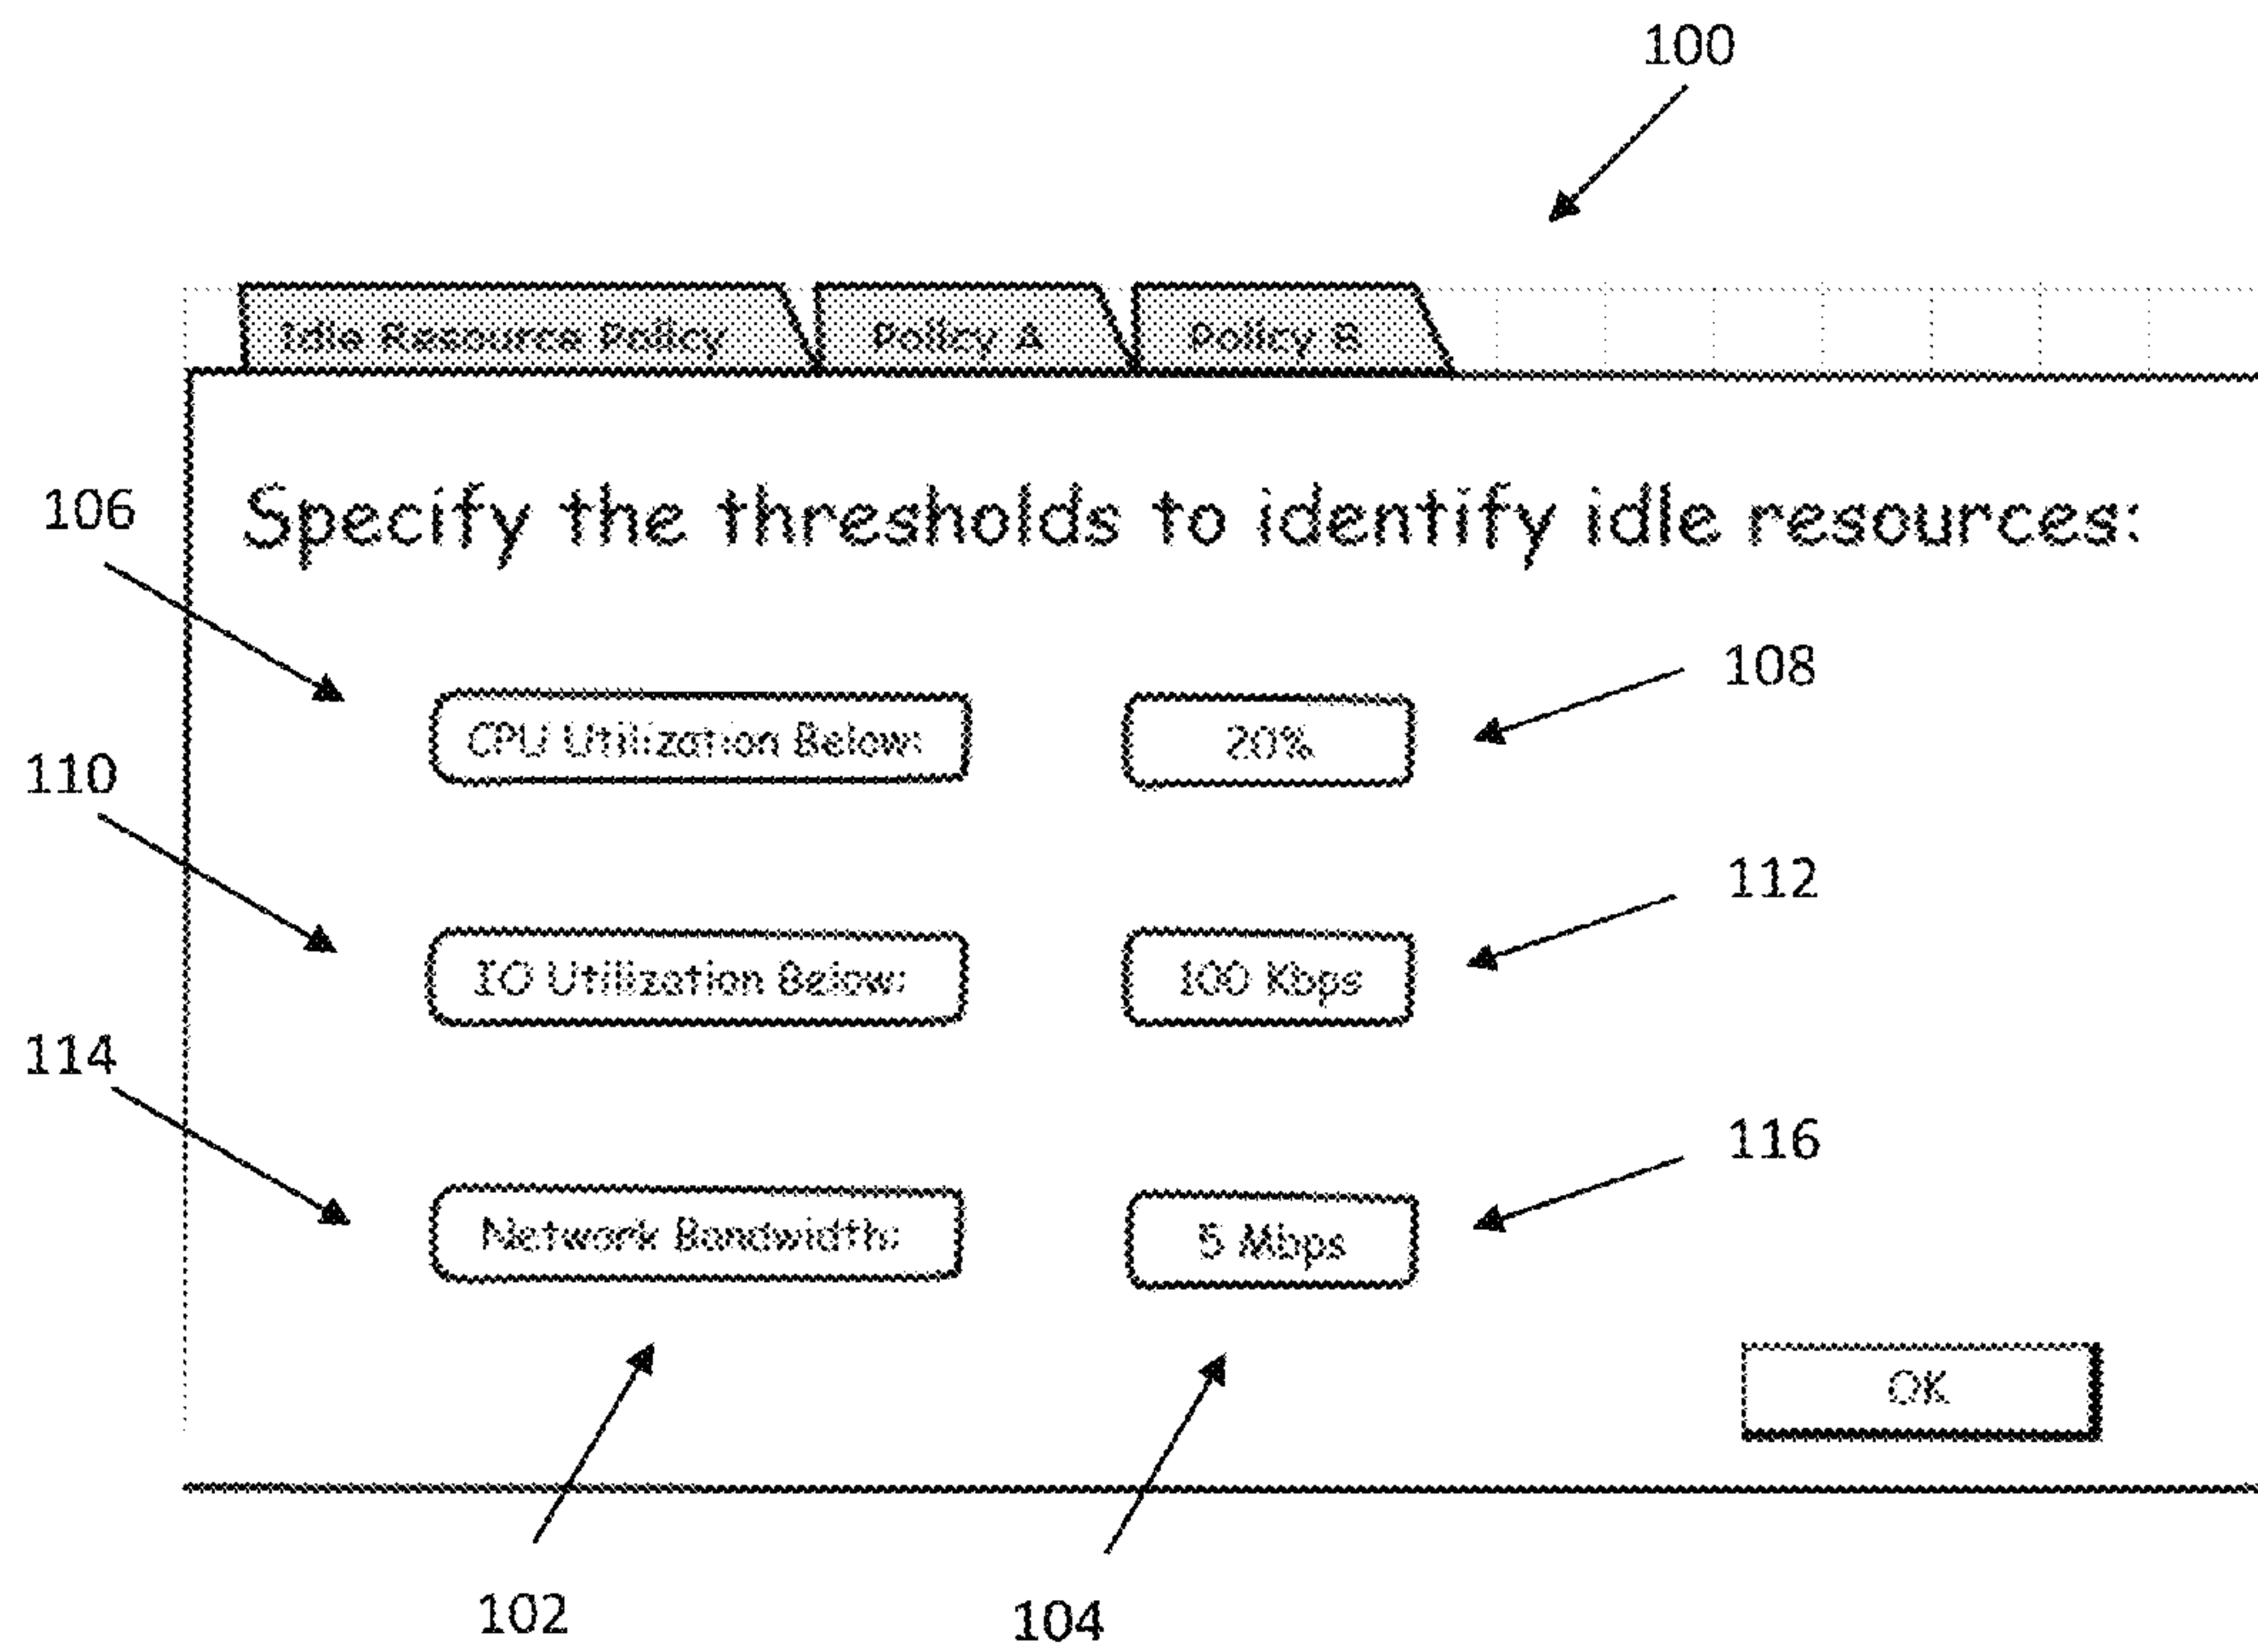 100
Idle Resource Policy Policy A Policy B
106 Specify the thresholds to identify idle resources:
CPU Utilization Below: 20% 108
110 IO Utilization Below: 100 Kbps 112
114 Network Bandwidth: 5 Mbps 116
OK
102 104